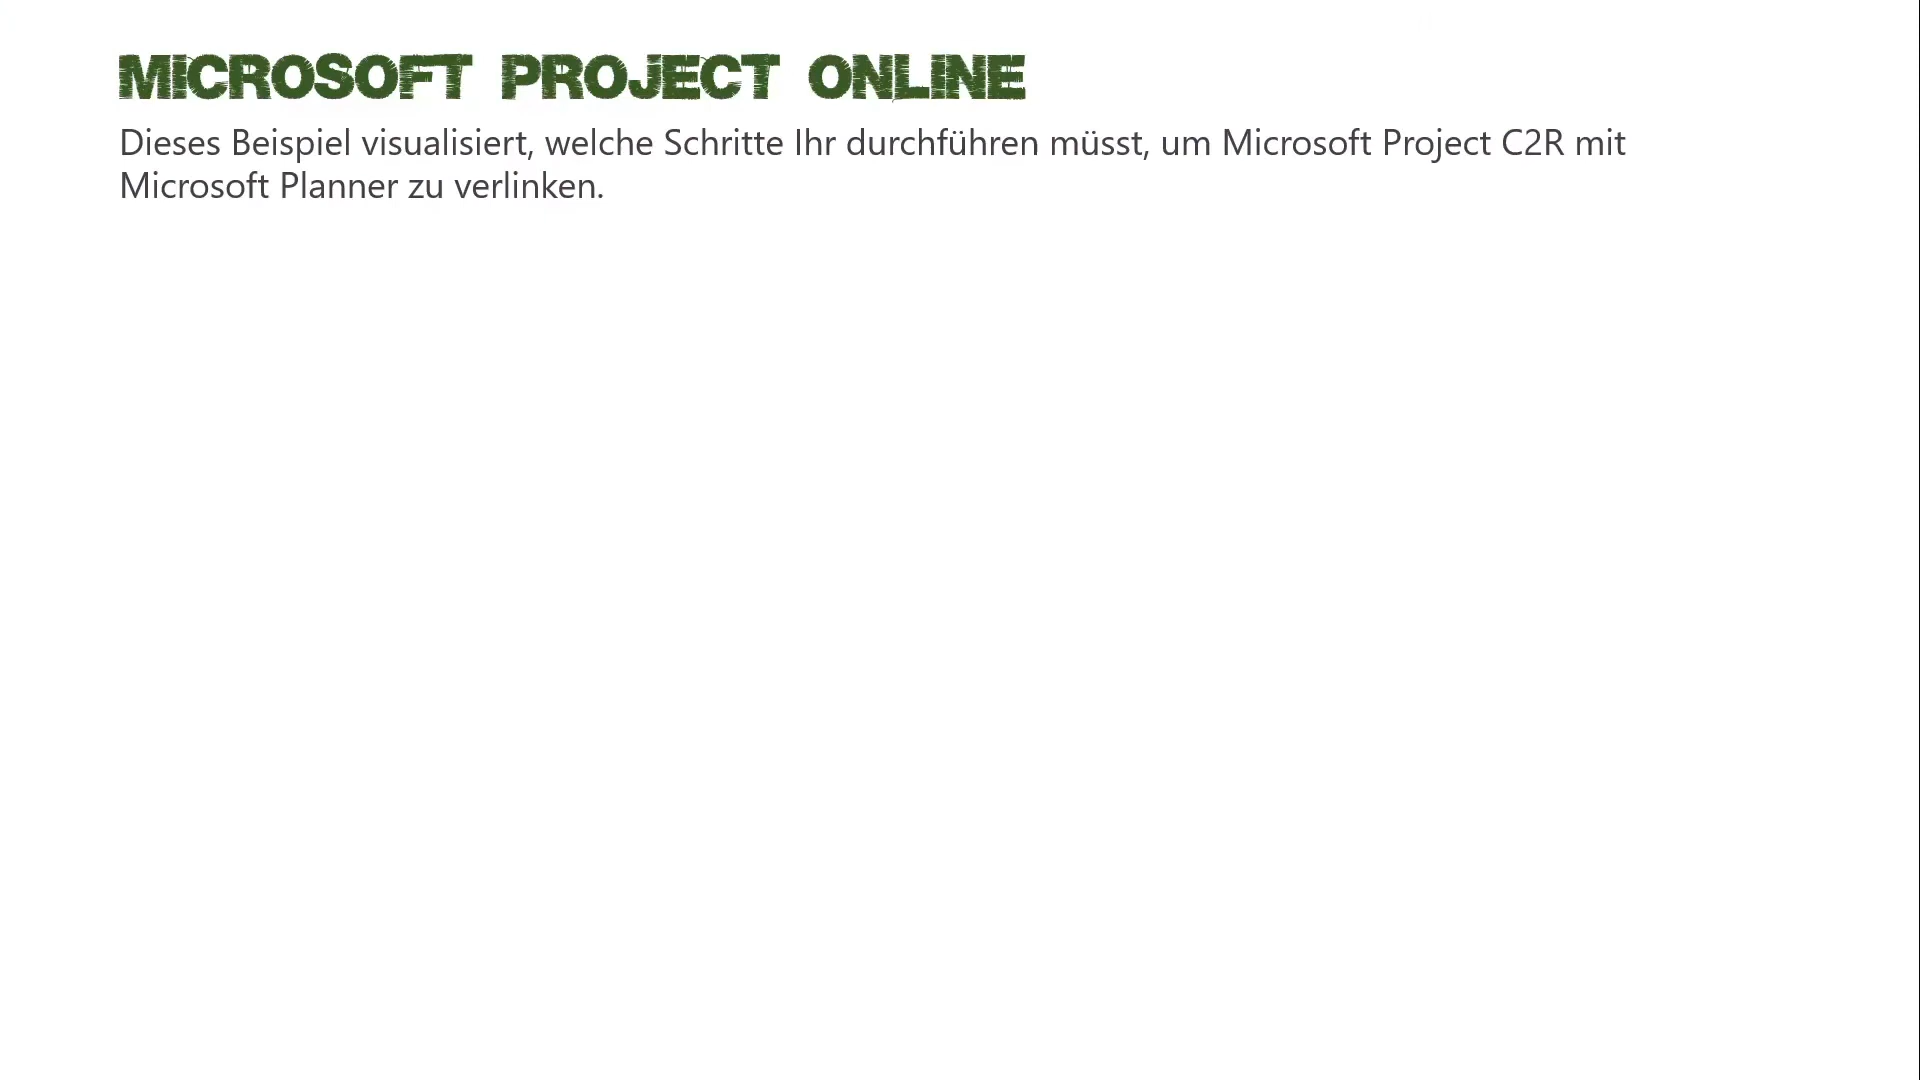 MICROSOFT PROJECT ONLINE
Dieses Beispiel visualisiert, welche Schritte Ihr durchführen müsst, um Microsoft Project C2R mit
Microsoft Planner zu verlinken.